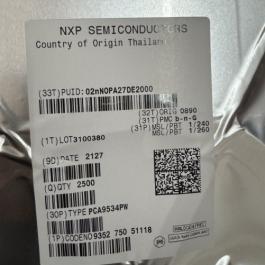 NXP SEMICONDUCTORS
Country of Origin Thailand
(33T)PUID: 02nNOPA27DE2000
(32T)ORIG 0890
(31T)PMC b-n-G
(31P)MSL/PBT 1/240
MSL/PBT 1/260
(1T)LOT3100380
(9D)DATE 2127
(Q)QTY 2500
(30P)TYPE PCA9534PW
(1P)CODENO9352 750 51118